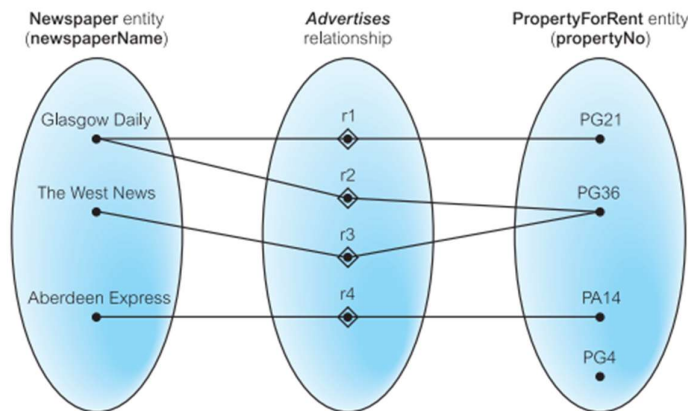 Newspaper entity
(newspaperName)
Advertises
relationship
PropertyForRent entity
(propertyNo)
Glasgow Daily
The West News
Aberdeen Express
r1
r2
r3
r4
PG21
PG36
PA14
PG4